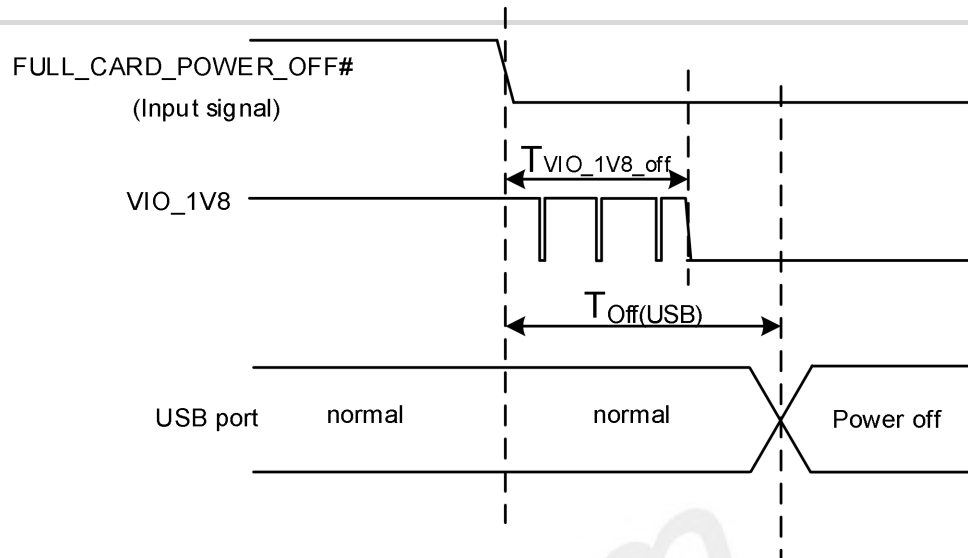 FULL_CARD_POWER_OFF#
(Input signal)
TVIO_1V8_off
VIO_1V8
TOff(USB)
USB port
normal
normal
Power off